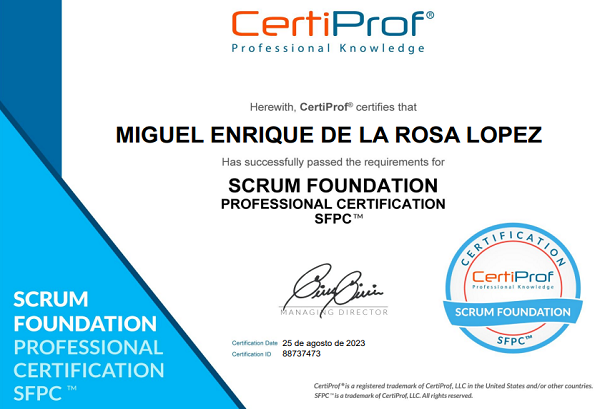 CertiProf®
Professional Knowledge
Herewith, CertiProf® certifies that
MIGUEL ENRIQUE DE LA ROSA LOPEZ
Has successfully passed the requirements for
SCRUM FOUNDATION
PROFESSIONAL CERTIFICATION
SFPC™
CERTIFICATION
CertiProf
Professional Knowledge
SCRUM FOUNDATION
SFPC™
MANAGING DIRECTOR
SCRUM
FOUNDATION
PROFESSIONAL
CERTIFICATION
SFPC ™
Certification Date 25 de agosto de 2023
Certification ID 88737473
CertiProf® is a registered trademark of CertiProf, LLC in the United States and/or other countries.
SFPC™ is a trademark of CertiProf, LLC. All rights reserved.